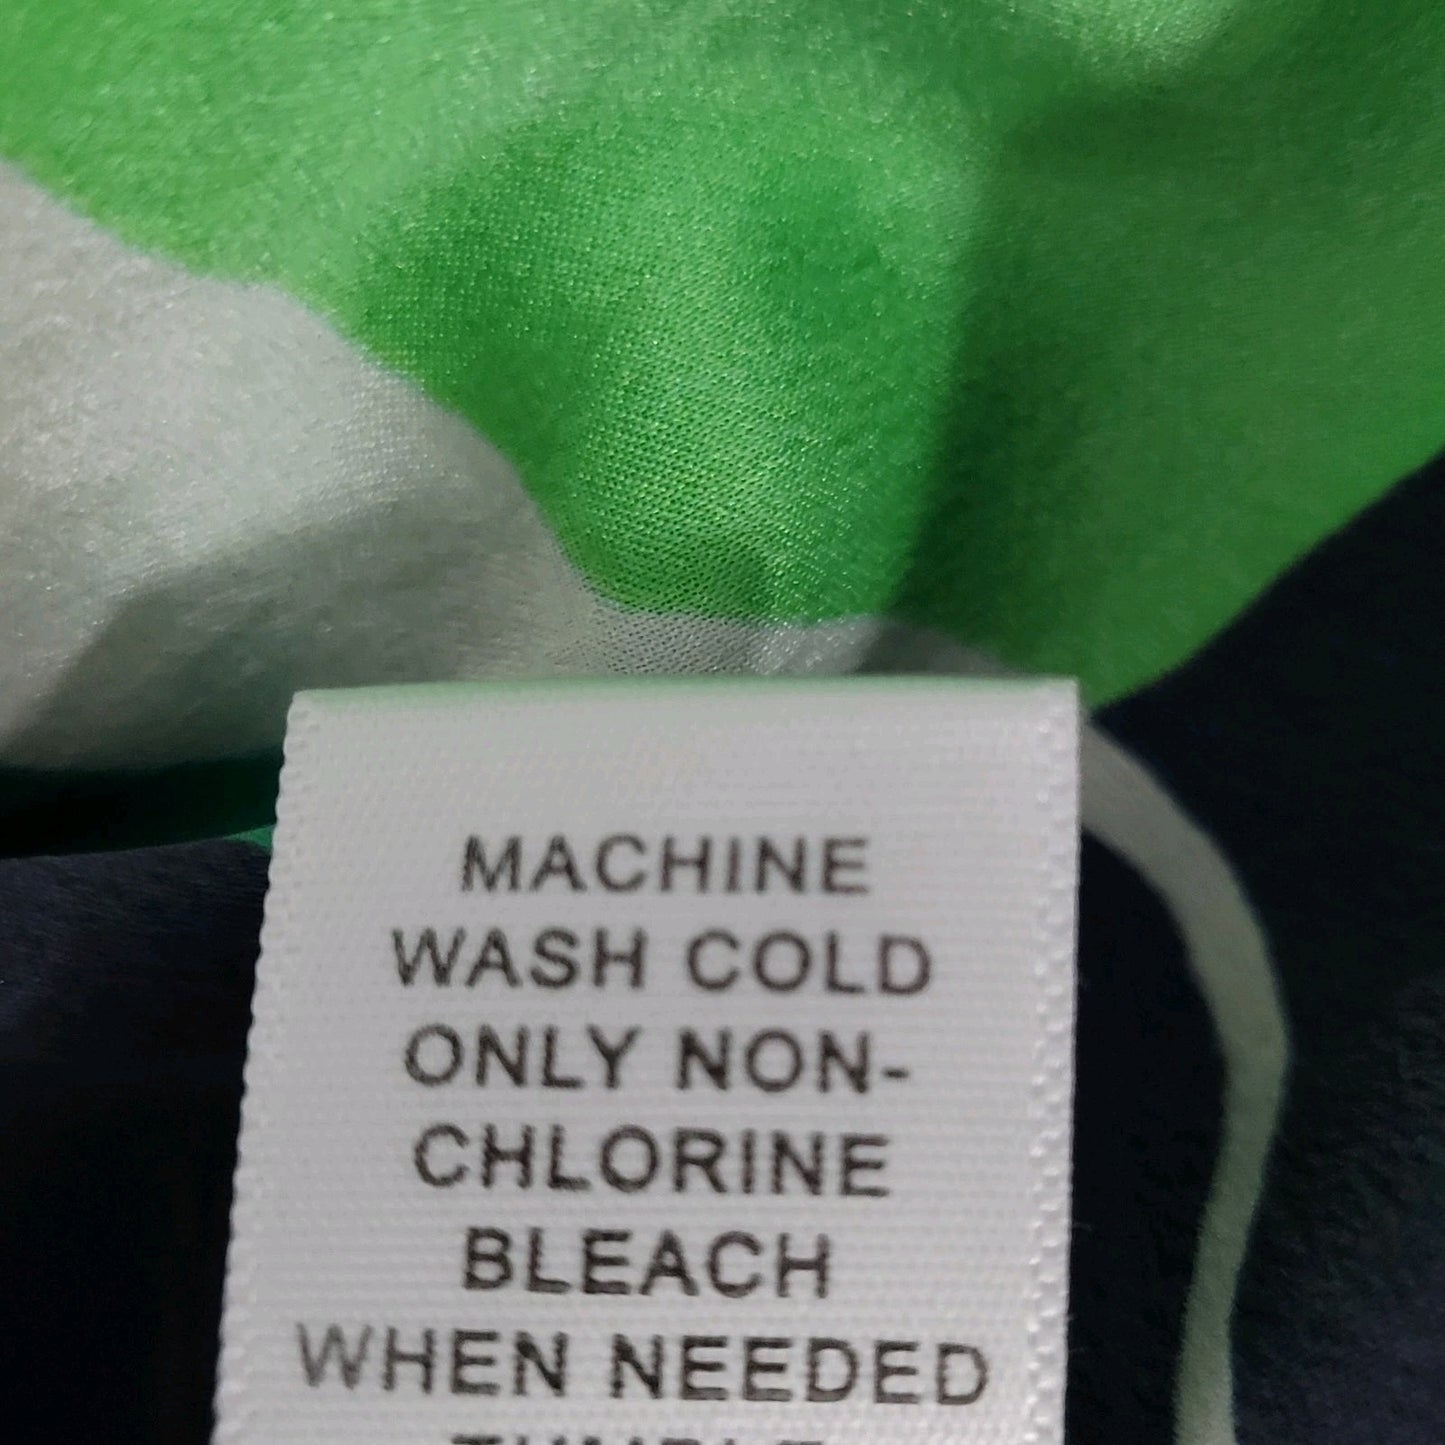 MACHINE
WASH COLD
ONLY NON-
CHLORINE
BLEACH
WHEN NEEDED